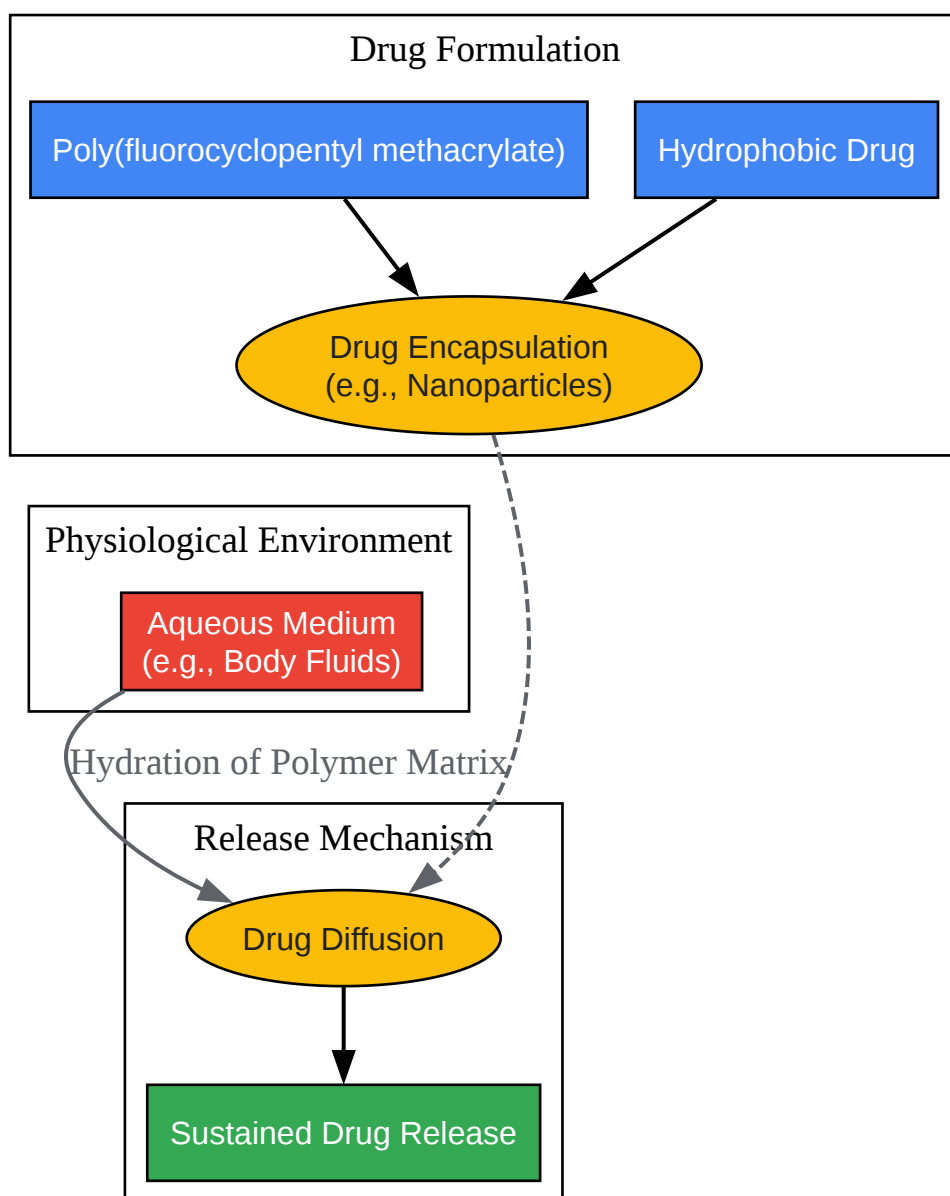 Drug Formulation
Poly(fluorocyclopentyl methacrylate)
Hydrophobic Drug
Drug Encapsulation
(e.g., Nanoparticles)
Physiological Environment
Aqueous Medium
(e.g., Body Fluids)
Hydration of Polymer Matrix
Release Mechanism
Drug Diffusion
Sustained Drug Release